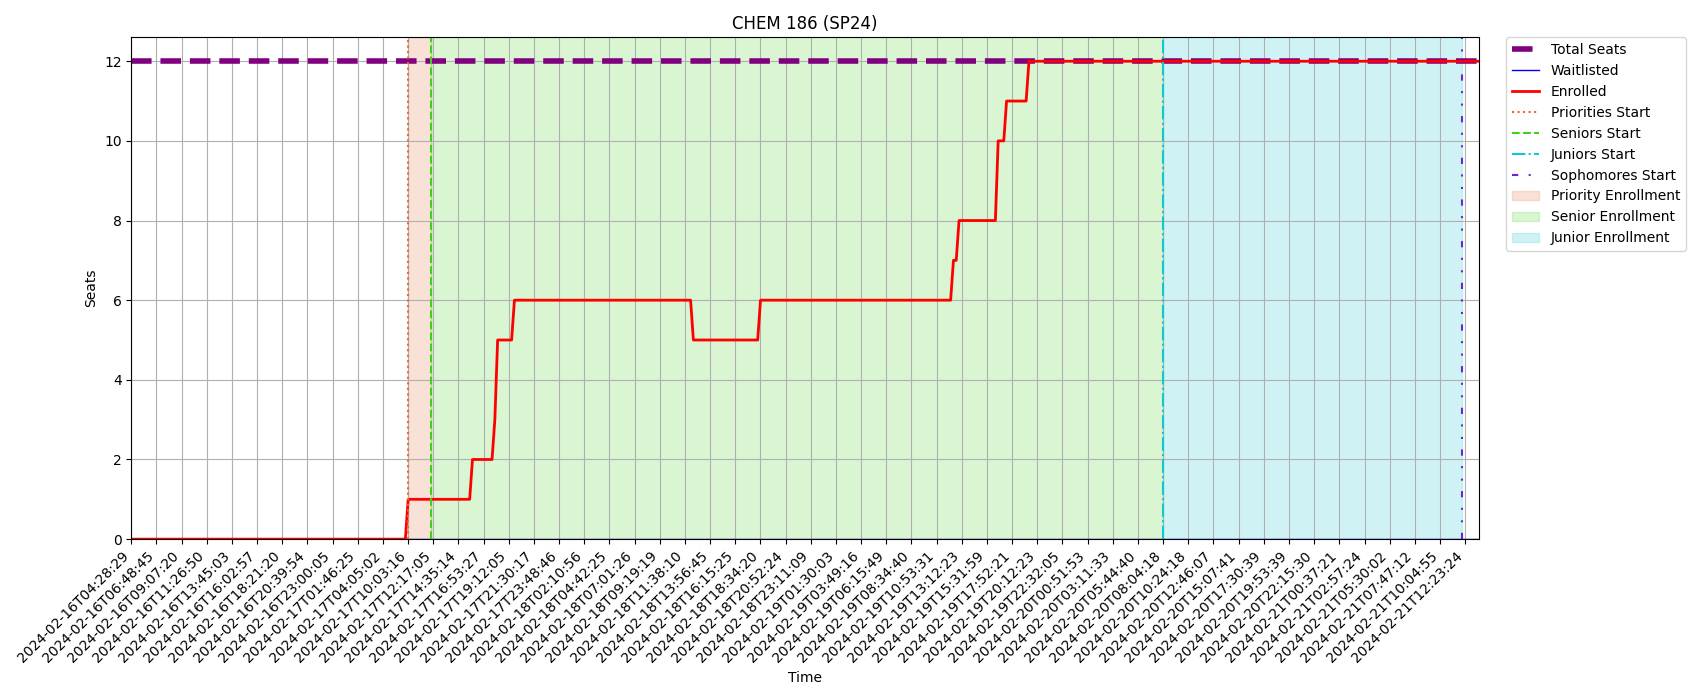 CHEM 186 (SP24)
12
10
8
6
4
2
0
Seats
Total Seats
Waitlisted
Enrolled
Priorities Start
Seniors Start
Juniors Start
Sophomores Start
Priority Enrollment
Senior Enrollment
Junior Enrollment
2024-02-16T04:28:29
2024-02-16T06:48:45
2024-02-16T09:07:20
2024-02-16T11:26:50
2024-02-16T13:45:03
2024-02-16T16:02:57
2024-02-16T18:21:20
2024-02-16T20:39:54
2024-02-16T23:00:05
2024-02-17T01:46:25
2024-02-17T04:05:02
2024-02-17T10:03:16
2024-02-17T12:17:05
2024-02-17T14:35:14
2024-02-17T16:53:27
2024-02-17T19:12:05
2024-02-17T21:30:17
2024-02-17T23:48:46
2024-02-18T02:10:56
2024-02-18T04:42:25
2024-02-18T07:01:26
2024-02-18T09:19:19
2024-02-18T11:38:10
2024-02-18T13:56:45
2024-02-18T16:15:25
2024-02-18T18:34:20
2024-02-18T20:52:24
2024-02-18T23:11:09
2024-02-19T01:30:03
2024-02-19T03:49:16
2024-02-19T06:15:49
2024-02-19T08:34:40
2024-02-19T10:53:31
2024-02-19T13:12:23
2024-02-19T15:31:59
2024-02-19T17:52:21
2024-02-19T20:12:23
2024-02-19T22:32:05
2024-02-20T00:51:53
2024-02-20T03:11:33
2024-02-20T05:44:40
2024-02-20T08:04:18
2024-02-20T10:24:18
2024-02-20T12:46:07
2024-02-20T15:07:41
2024-02-20T17:30:39
2024-02-20T19:53:39
2024-02-20T22:15:30
2024-02-21T00:37:21
2024-02-21T02:57:24
2024-02-21T05:30:02
2024-02-21T07:47:12
2024-02-21T10:04:55
2024-02-21T12:23:24
Time